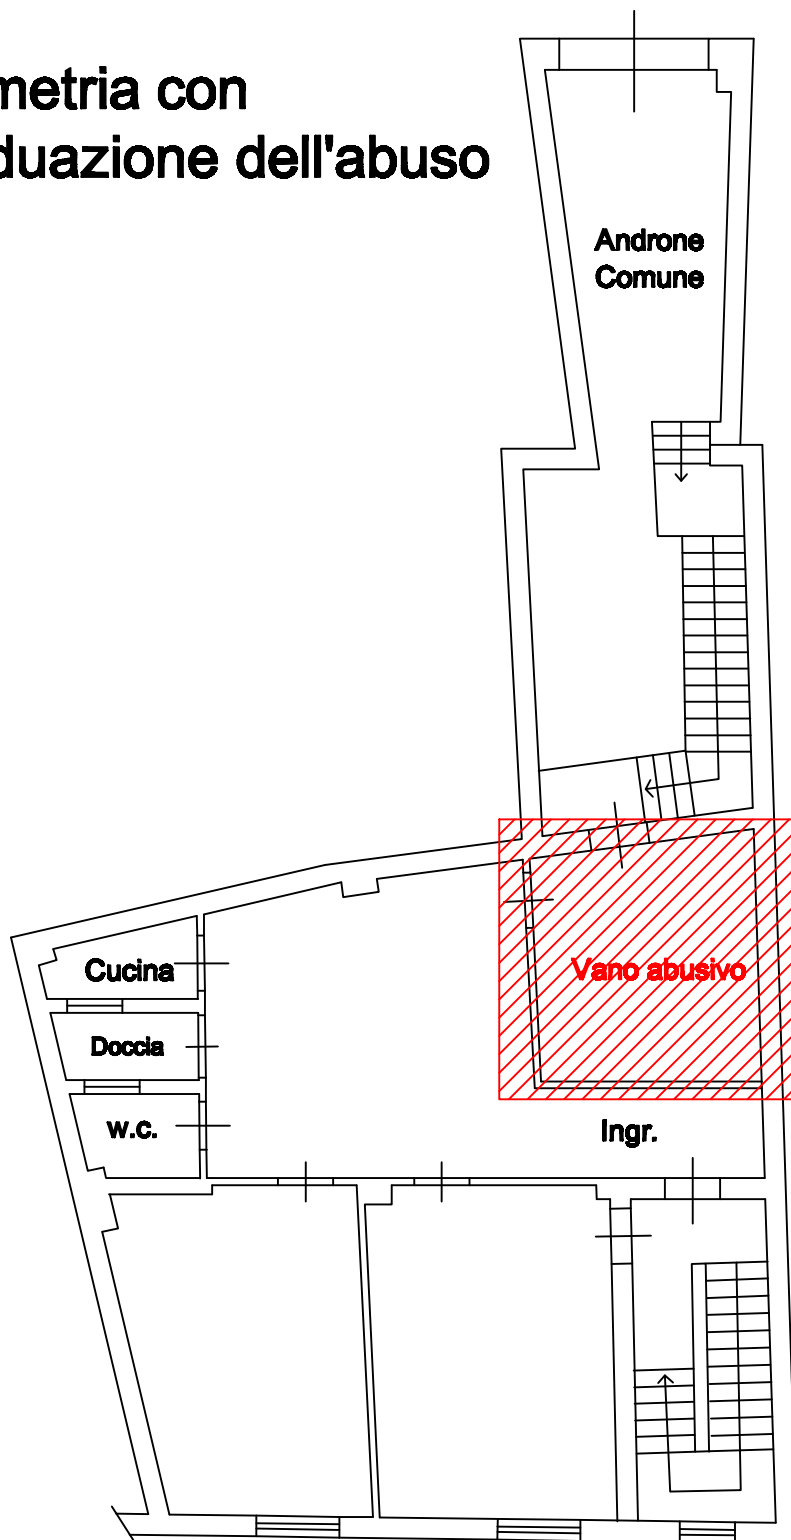 metria con
duazione dell'abuso
Androne
Comune
Cucina
Vano abusivo
Doccia
w.c.
Ingr.